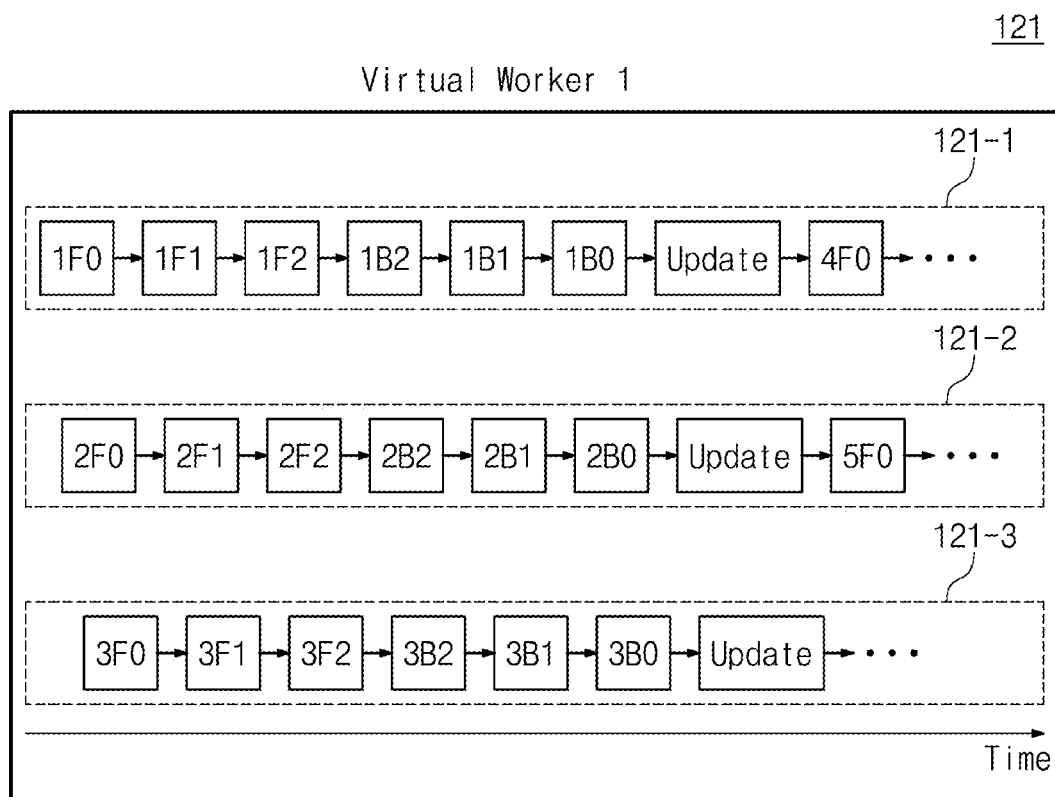 121
Virtual Worker 1
121-1
1F0 1F1 1F2 1B2 1B1 1B0 Update 4F0 • • •
121-2
2F0 2F1 2F2 2B2 2B1 2B0 Update 5F0 • • •
121-3
3F0 3F1 3F2 3B2 3B1 3B0 Update • • •
Time